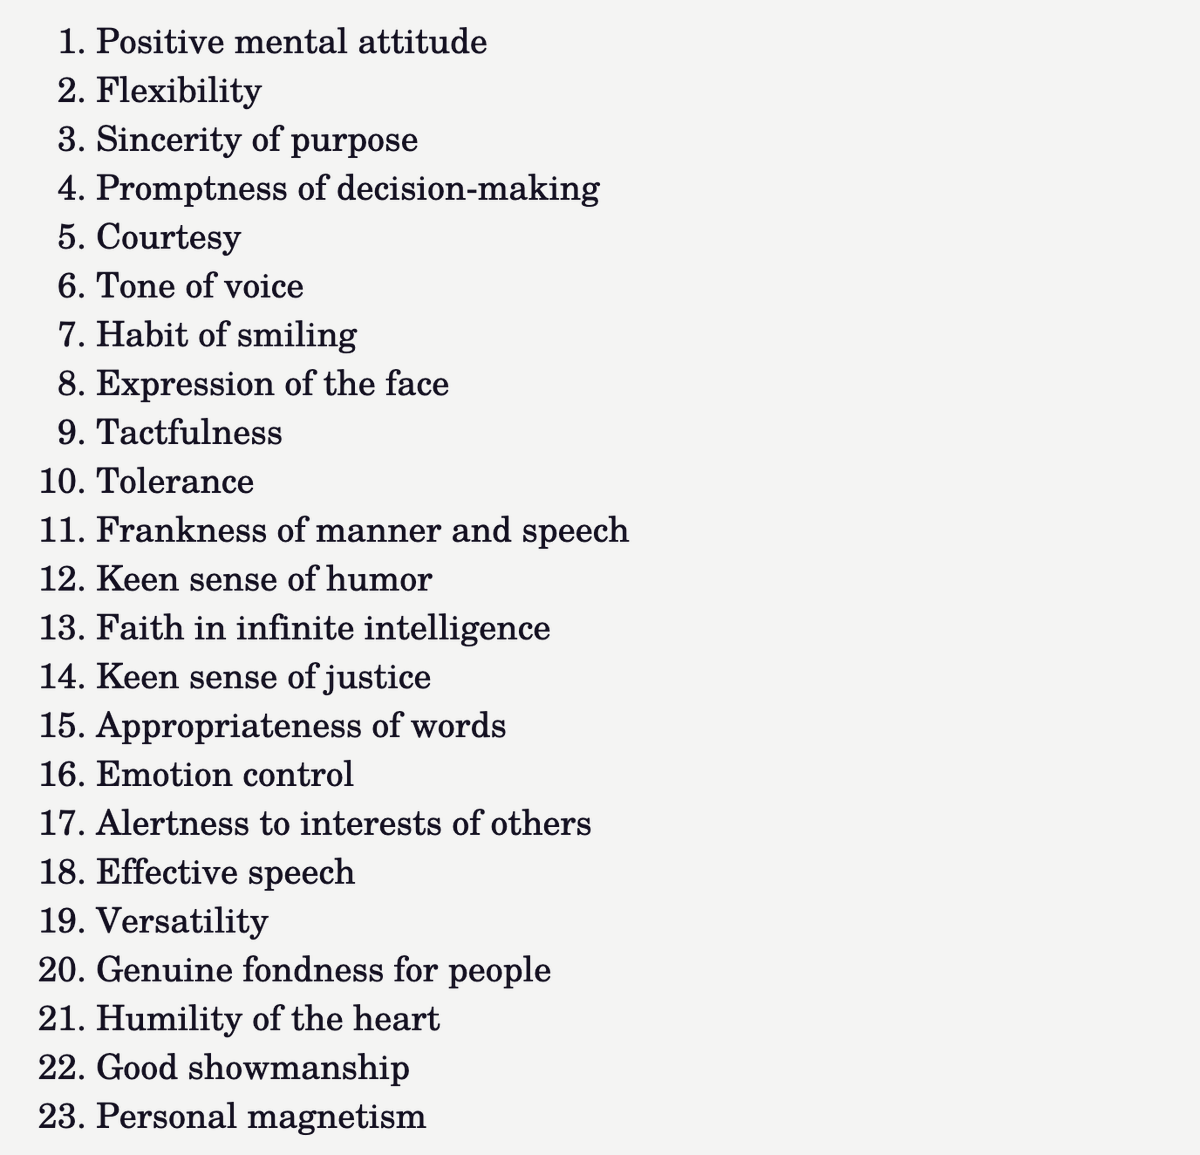 1. Positive mental attitude
2. Flexibility
3. Sincerity of purpose
4. Promptness of decision-making
5. Courtesy
6. Tone of voice
7. Habit of smiling
8. Expression of the face
9. Tactfulness
10. Tolerance
11. Frankness of manner and speech
12. Keen sense of humor
13. Faith in infinite intelligence
14. Keen sense of justice
15. Appropriateness of words
16. Emotion control
17. Alertness to interests of others
18. Effective speech
19. Versatility
20. Genuine fondness for people
21. Humility of the heart
22. Good showmanship
23. Personal magnetism